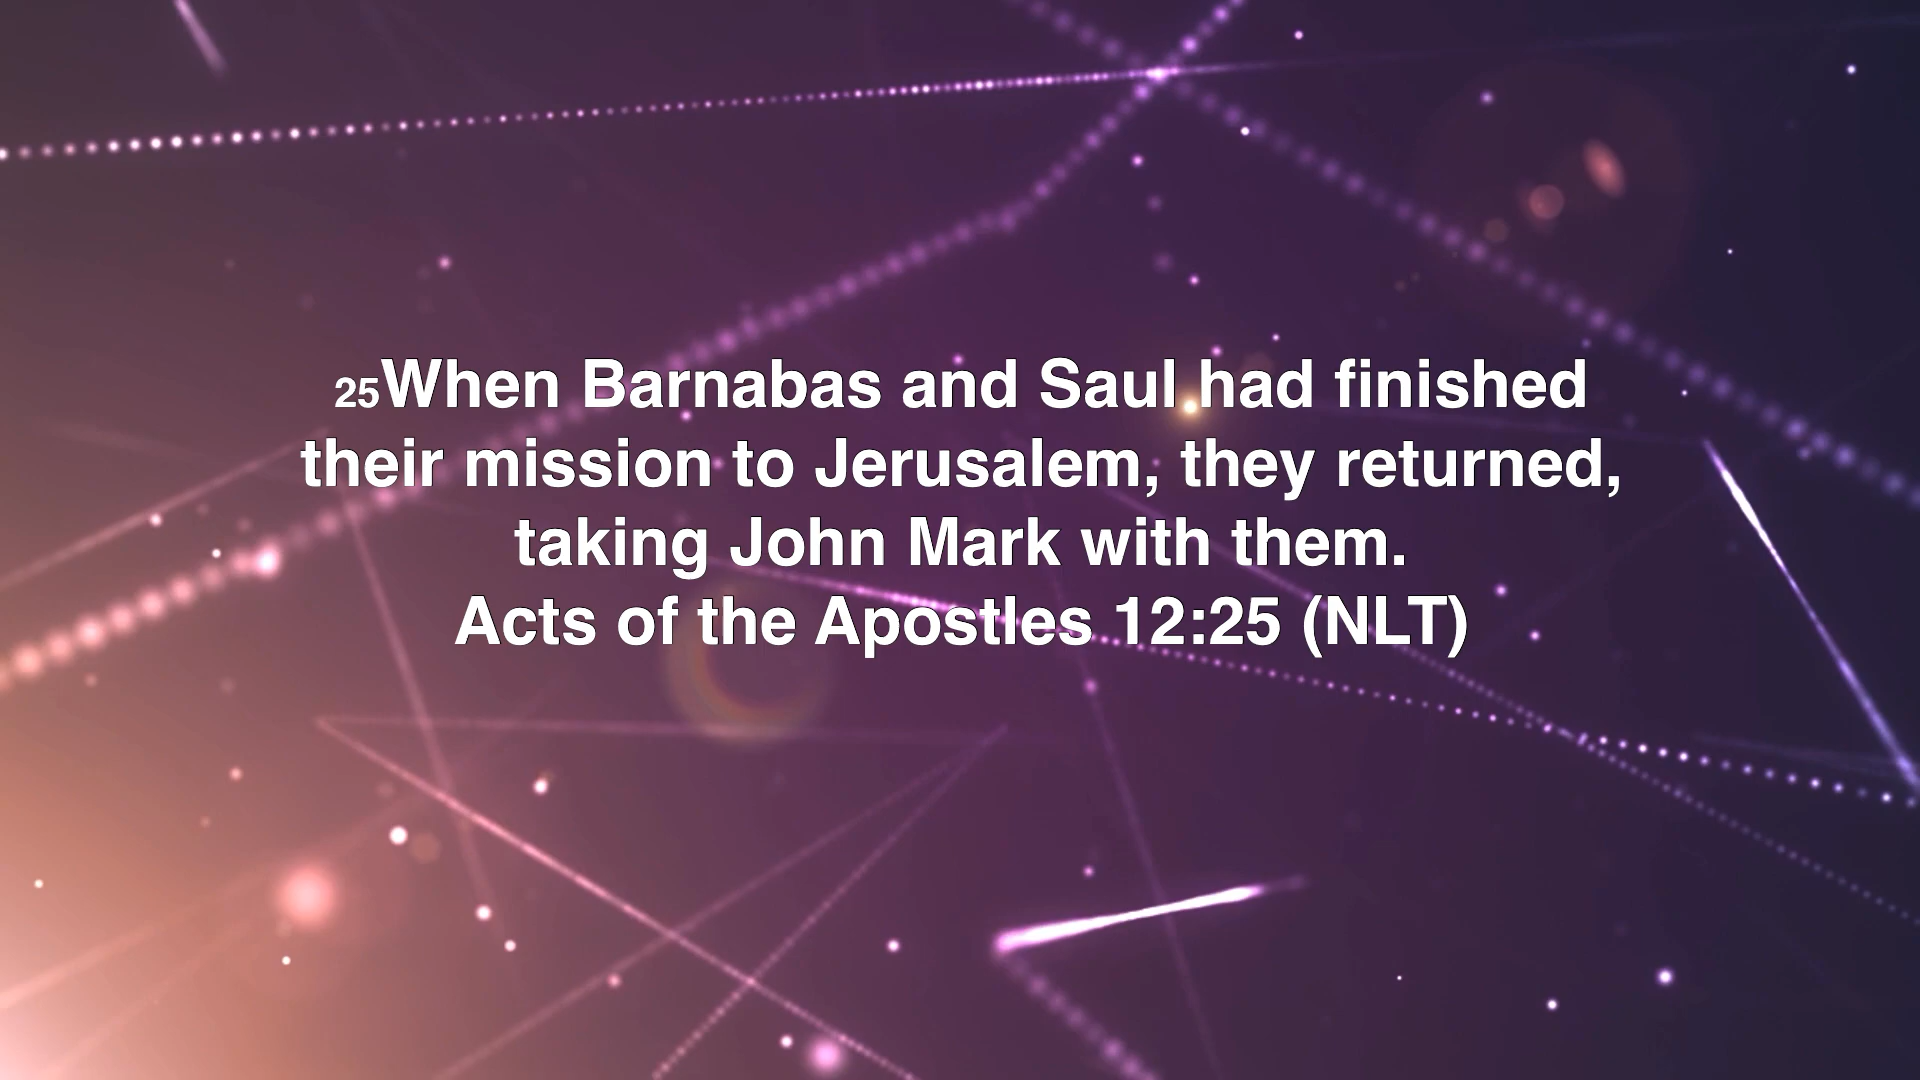 25When Barnabas and Saul had finished
their mission to Jerusalem, they returned,
taking John Mark with them.
Acts of the Apostles 12:25 (NLT)